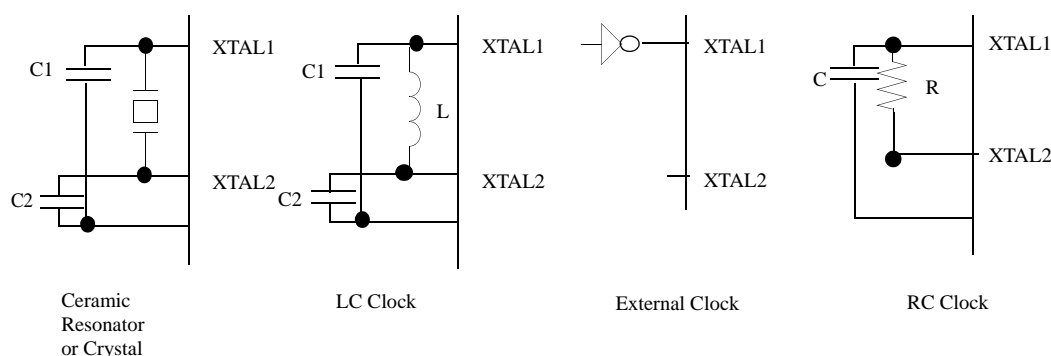 XTAL1
C1
XTAL2
C2
Ceramic
Resonator
or Crystal
XTAL1
C1
L
XTAL2
C2
LC Clock
XTAL1
XTAL2
External Clock
XTAL1
C
R
XTAL2
RC Clock